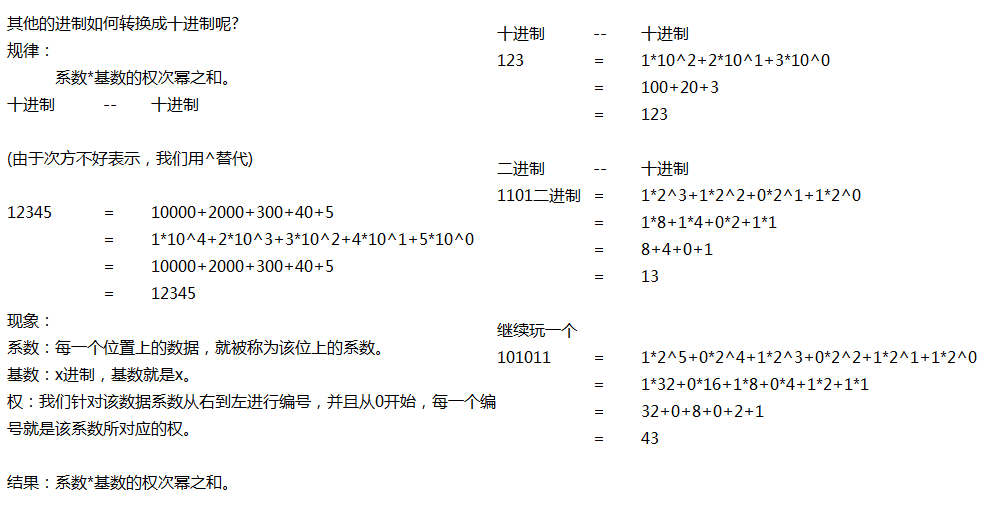 其他的进制如何转换成十进制呢?
规律：
系数*基数的权次幂之和。
十进制 -- 十进制
(由于次方不好表示，我们用^替代)
12345 = 10000+2000+300+40+5
= 1*10^4+2*10^3+3*10^2+4*10^1+5*10^0
= 10000+2000+300+40+5
= 12345
现象：
系数：每一个位置上的数据，就被称为该位上的系数。
基数：x进制，基数就是x。
权：我们针对该数据系数从右到左进行编号，并且从0开始，每一个编
号就是该系数所对应的权。
结果：系数*基数的权次幂之和。
十进制 -- 十进制
123 = 1*10^2+2*10^1+3*10^0
= 100+20+3
= 123
二进制 -- 十进制
1101二进制 = 1*2^3+1*2^2+0*2^1+1*2^0
= 1*8+1*4+0*2+1*1
= 8+4+0+1
= 13
继续玩一个
101011 = 1*2^5+0*2^4+1*2^3+0*2^2+1*2^1+1*2^0
= 1*32+0*16+1*8+0*4+1*2+1*1
= 32+0+8+0+2+1
= 43